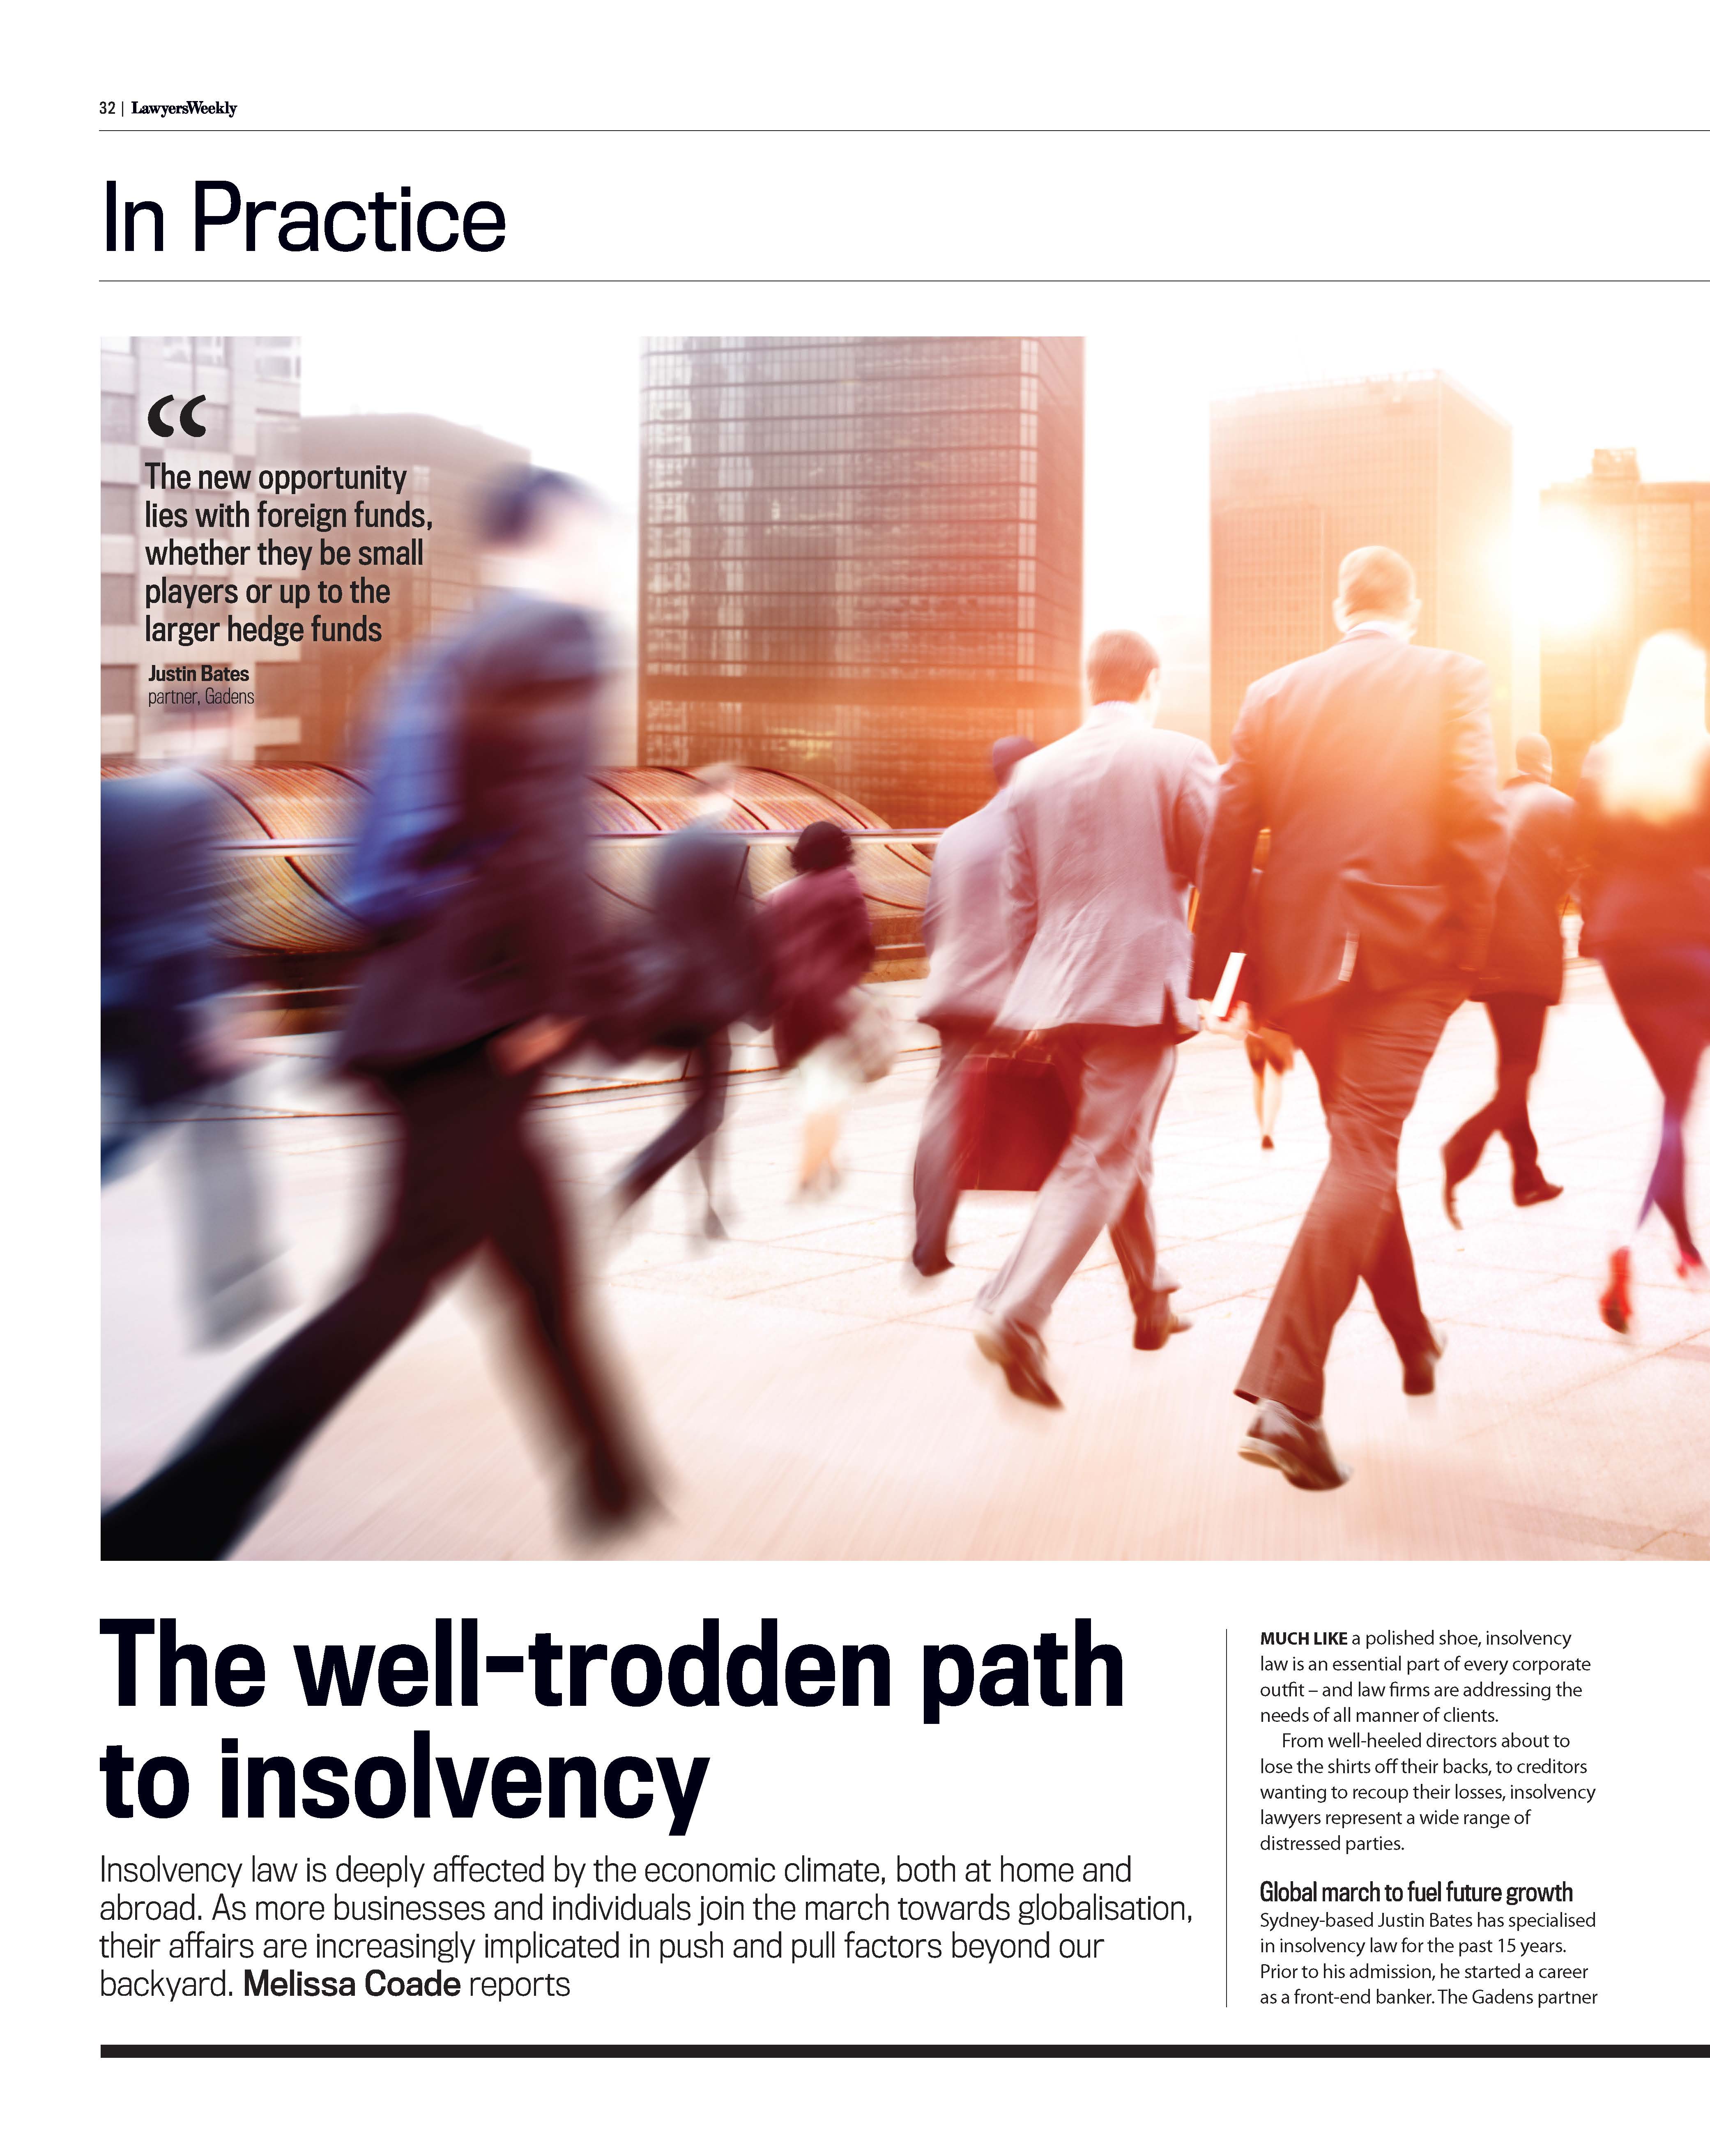 32 | LawyersWeekly
In Practice
“
The new opportunity
lies with foreign funds,
whether they be small
players or up to the
larger hedge funds
Justin Bates
partner, Gadens
The well-trodden path
to insolvency
Insolvency law is deeply affected by the economic climate, both at home and
abroad. As more businesses and individuals join the march towards globalisation,
their affairs are increasingly implicated in push and pull factors beyond our
backyard. Melissa Coade reports
MUCH LIKE a polished shoe, insolvency
law is an essential part of every corporate
outfit – and law firms are addressing the
needs of all manner of clients.
From well-heeled directors about to
lose the shirts off their backs, to creditors
wanting to recoup their losses, insolvency
lawyers represent a wide range of
distressed parties.
Global march to fuel future growth
Sydney-based Justin Bates has specialised
in insolvency law for the past 15 years.
Prior to his admission, he started a career
as a front-end banker. The Gadens partner